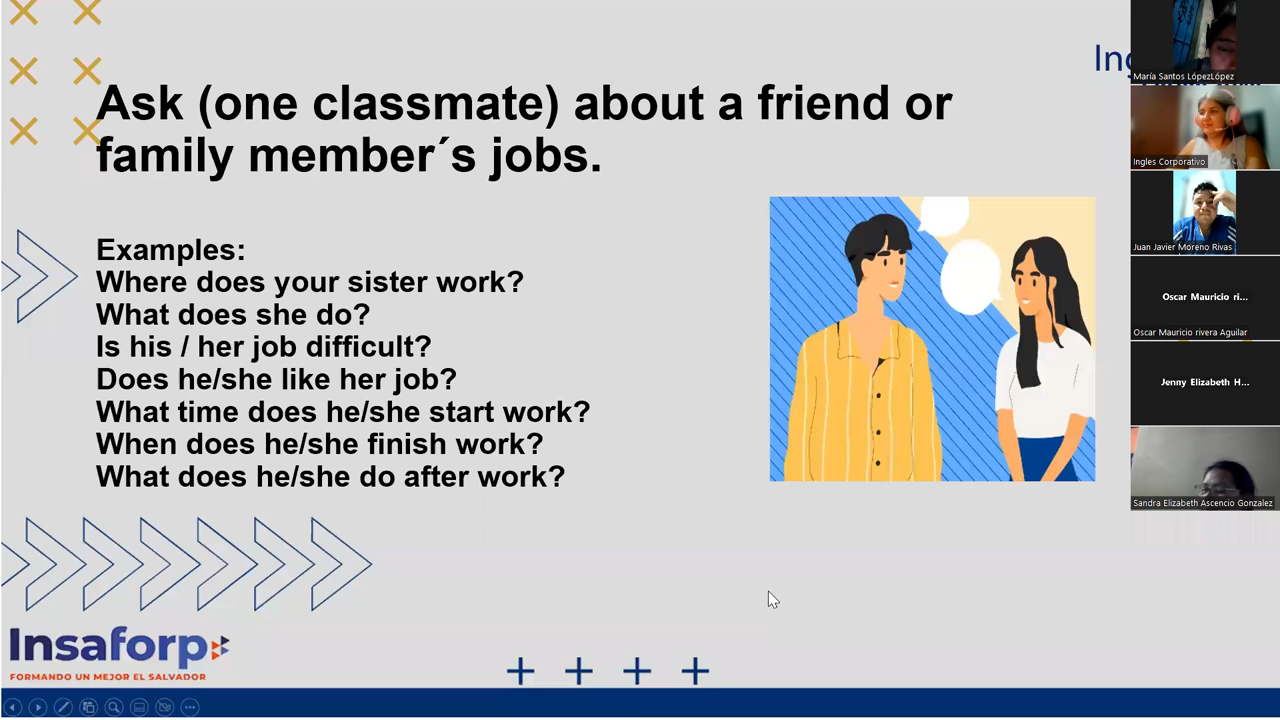 Ask (one classmate) about a friend or
family member´s jobs.
Examples:
Where does your sister work?
What does she do?
Is his / her job difficult?
Does he/she like her job?
What time does he/she start work?
When does he/she finish work?
What does he/she do after work?
Insaforp
FORMANDO UN MEJOR EL SALVADOR
María Santos LópezLópez
Ingles Corporativo
Juan Javier Moreno Rivas
Oscar Mauricio ri...
Oscar Mauricio rivera Aguilar
Jenny Elizabeth H...
Sandra Elizabeth Ascencio Gonzalez